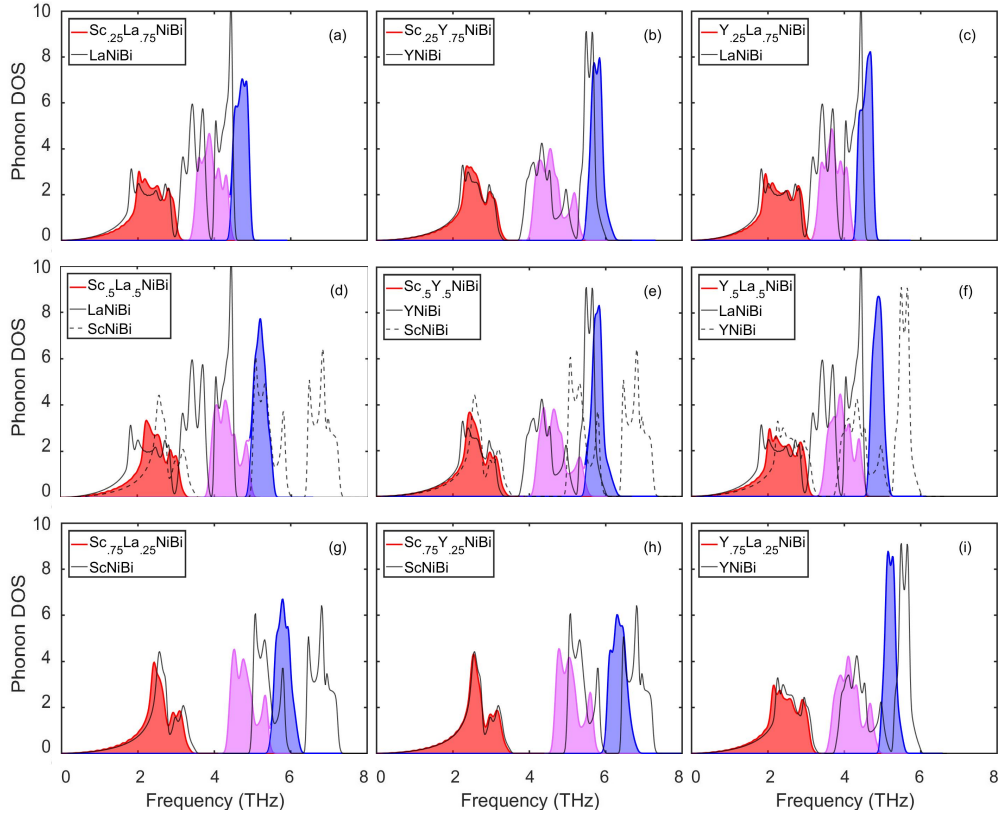 10
8
6
4
2
0
Phonon DOS
Sc.25La.75NiBi
LaNiBi
(a)
Sc.25Y.75NiBi
YNiBi
(b)
Y.25La.75NiBi
LaNiBi
(c)
10
8
6
4
2
0
Phonon DOS
Sc.5La.5NiBi
LaNiBi
ScNiBi
(d)
Sc.5Y.5NiBi
YNiBi
ScNiBi
(e)
Y.5La.5NiBi
LaNiBi
YNiBi
(f)
10
8
6
4
2
0
Phonon DOS
Sc.75La.25NiBi
ScNiBi
(g)
Sc.75Y.25NiBi
ScNiBi
(h)
Y.75La.25NiBi
YNiBi
(i)
0 2 4 6 8
0 2 4 6 8
0 2 4 6 8
Frequency (THz)
Frequency (THz)
Frequency (THz)